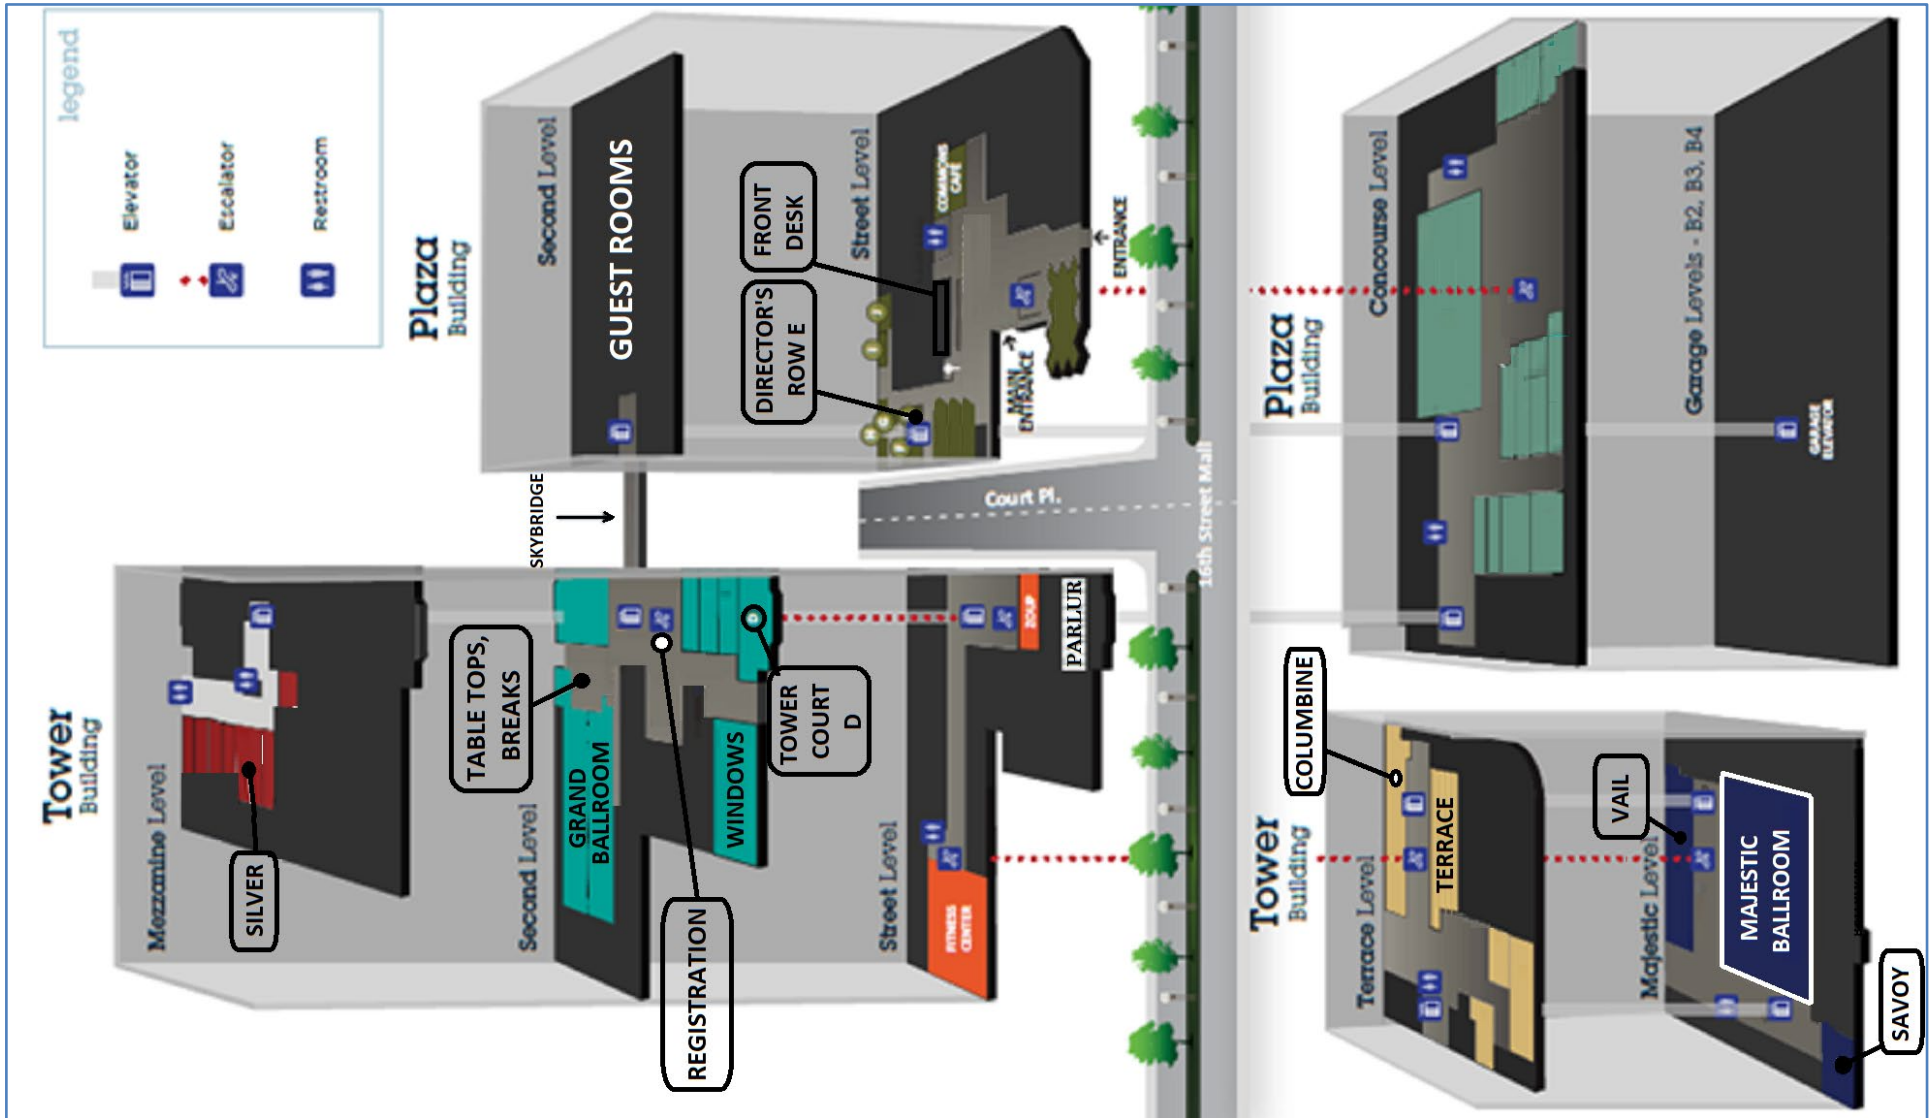 Tower
Building
Mezzanine Level
SILVER
Second Level
GRAND
BALLROOM
TABLE TOPS,
BREAKS
REGISTRATION
WINDOWS
TOWER
COURT
D
D
Street Level
FITNESS
CENTER
ZOUP
PARLUR
SKYBRIDGE
Plaza
Building
Second Level
GUEST ROOMS
DIRECTOR'S
ROW E
FRONT
DESK
Street Level
COMMONS
CAFE
MAIN
ENTRANCE
ENTRANCE
legend
Elevator
Escalator
Restroom
Court Pl.
16th Street Mall
Tower
Building
Terrace Level
COLUMBINE
TERRACE
Majestic Level
VAIL
MAJESTIC
BALLROOM
SAVOY
Plaza
Building
Concourse Level
Garage Levels - B2, B3, B4
GARAGE
ELEVATOR